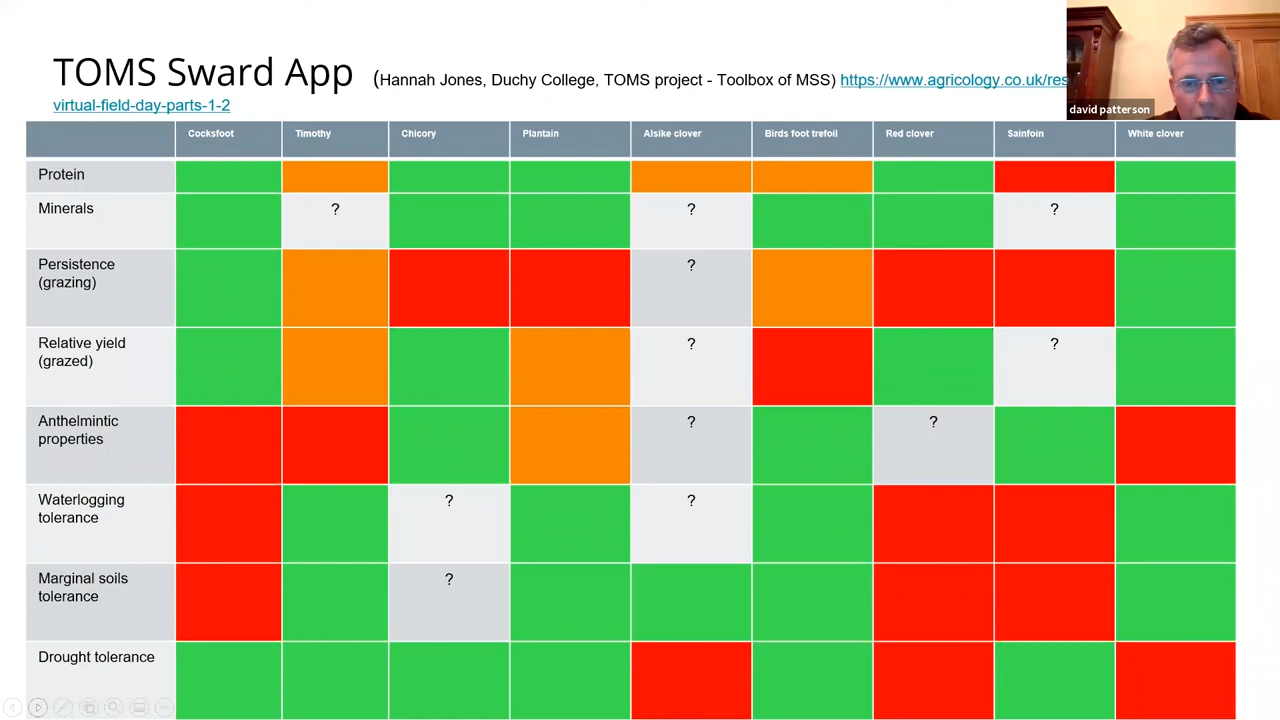 TOMS Sward App (Hannah Jones, Duchy College, TOMS project - Toolbox of MSS) https://www.agricology.co.uk/res
virtual-field-day-parts-1-2
david patterson
Cocksfoot Timothy Chicory Plantain Alsike clover Birds foot trefoil Red clover Sainfoin White clover
Protein
Minerals ? ? ?
Persistence ?
(grazing)
Relative yield ? ?
(grazed)
Anthelmintic ? ?
properties
Waterlogging ? ?
tolerance
Marginal soils ?
tolerance
Drought tolerance